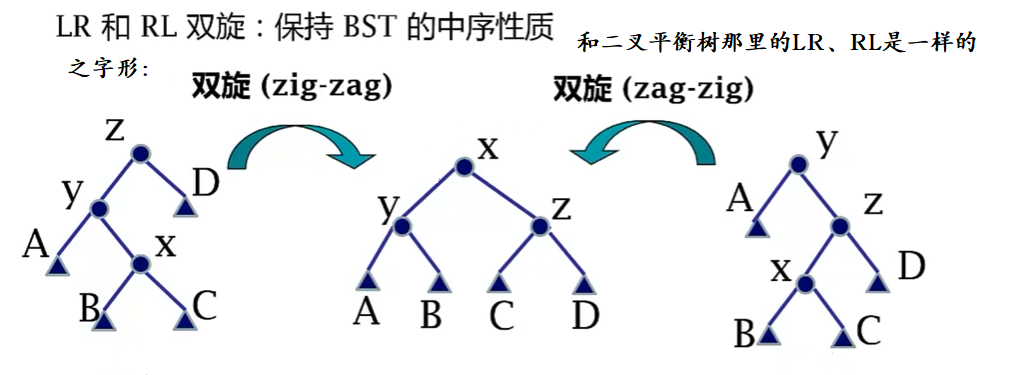 LR 和 RL 双旋：保持 BST 的中序性质
和二叉平衡树那里的LR、RL是一样的
之字形：
双旋 (zig-zag)
双旋 (zag-zig)
z
y
D
A
x
B
C
x
y
z
A
B
C
D
y
A
z
x
D
B
C